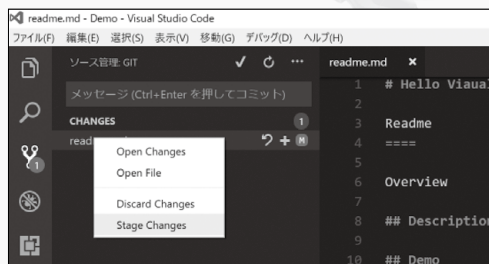 readme.md - Demo - Visual Studio Code
ファイル(F) 編集(E) 選択(S) 表示(V) 移動(G) デバッグ(D) ヘルプ(H)
ソース管理: GIT
readme.md ×
メッセージ (Ctrl+Enter を押してコミット)
CHANGES 1
M
Open Changes
Open File
Discard Changes
Stage Changes
1
1 # Hello Viaual
2
3 Readme
4 ====
5
6 Overview
7
8 ## Description
9
10 ## Demo